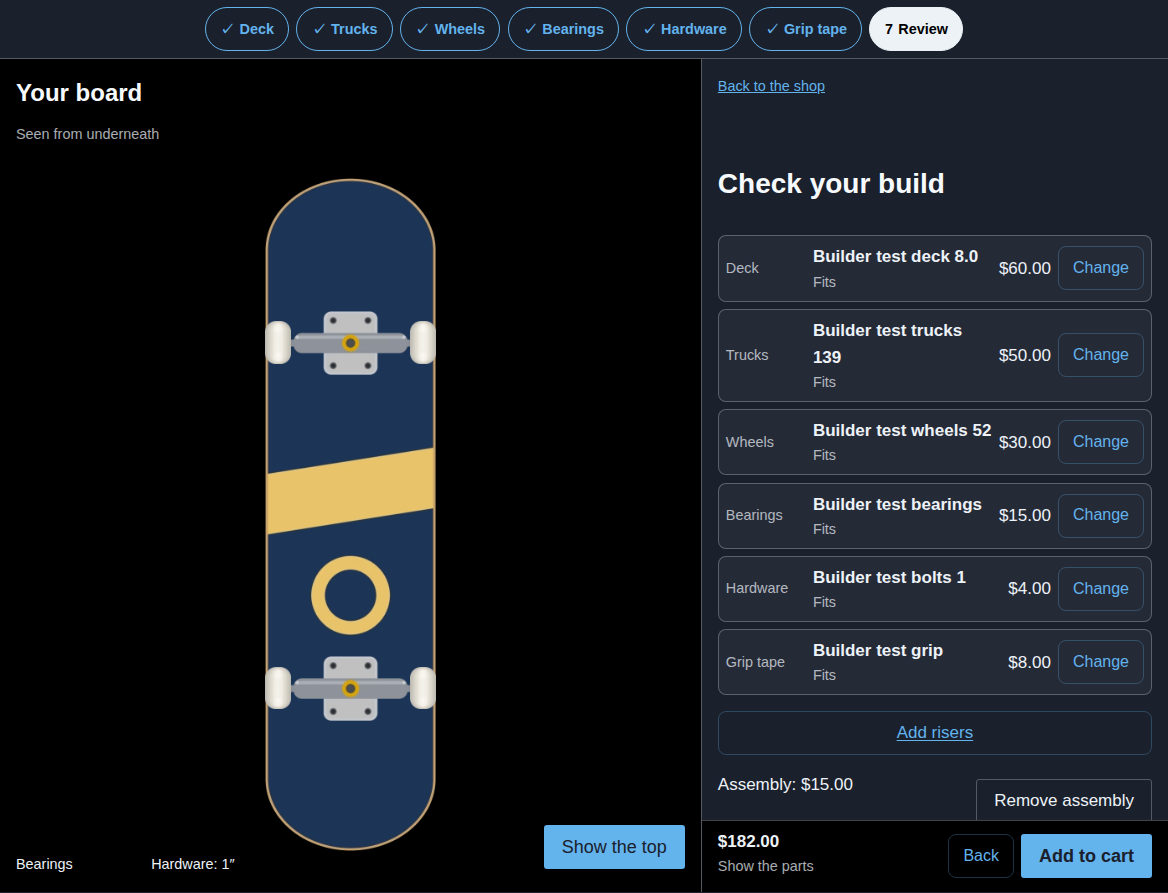 ✓ Deck ✓ Trucks ✓ Wheels ✓ Bearings ✓ Hardware ✓ Grip tape 7 Review
Your board
Seen from underneath
Bearings Hardware: 1″
Show the top
Back to the shop
Check your build
Deck Builder test deck 8.0 Fits $60.00 Change
Trucks Builder test trucks
139
Fits $50.00 Change
Wheels Builder test wheels 52 Fits $30.00 Change
Bearings Builder test bearings Fits $15.00 Change
Hardware Builder test bolts 1 Fits $4.00 Change
Grip tape Builder test grip Fits $8.00 Change
Add risers
Assembly: $15.00 Remove assembly
$182.00
Show the parts
Back Add to cart